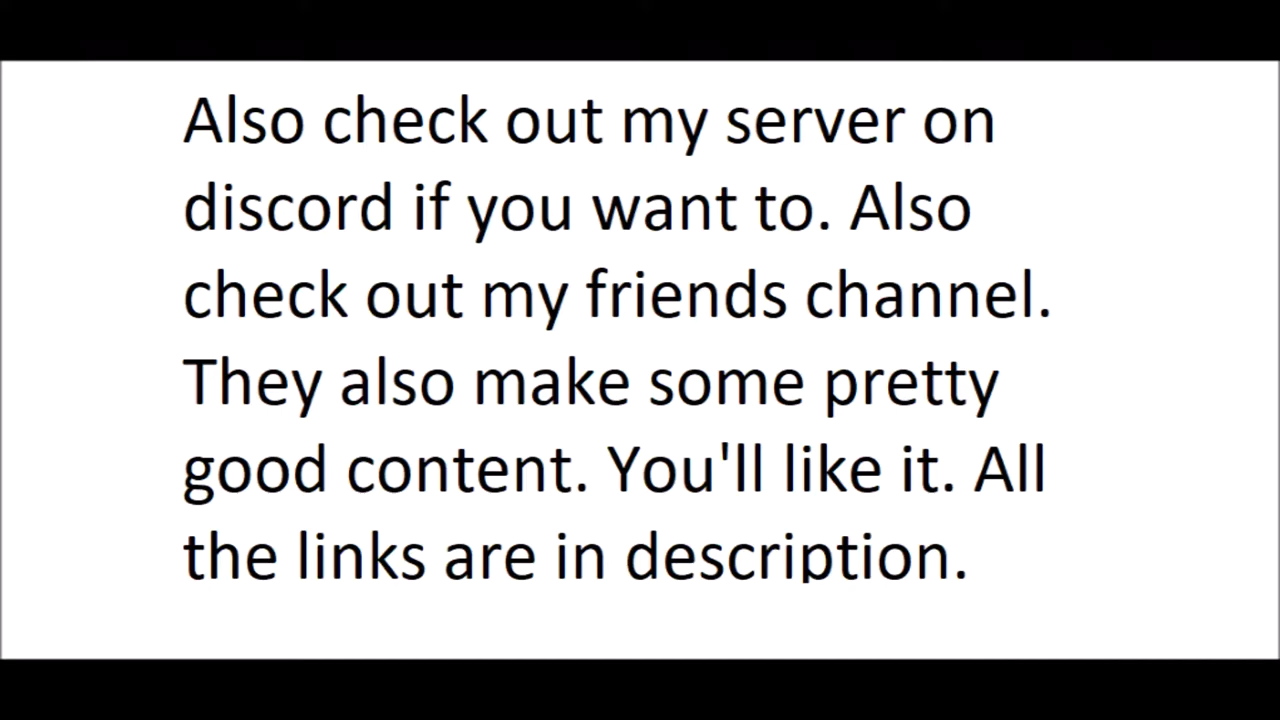 Also check out my server on
discord if you want to. Also
check out my friends channel.
They also make some pretty
good content. You'll like it. All
the links are in description.